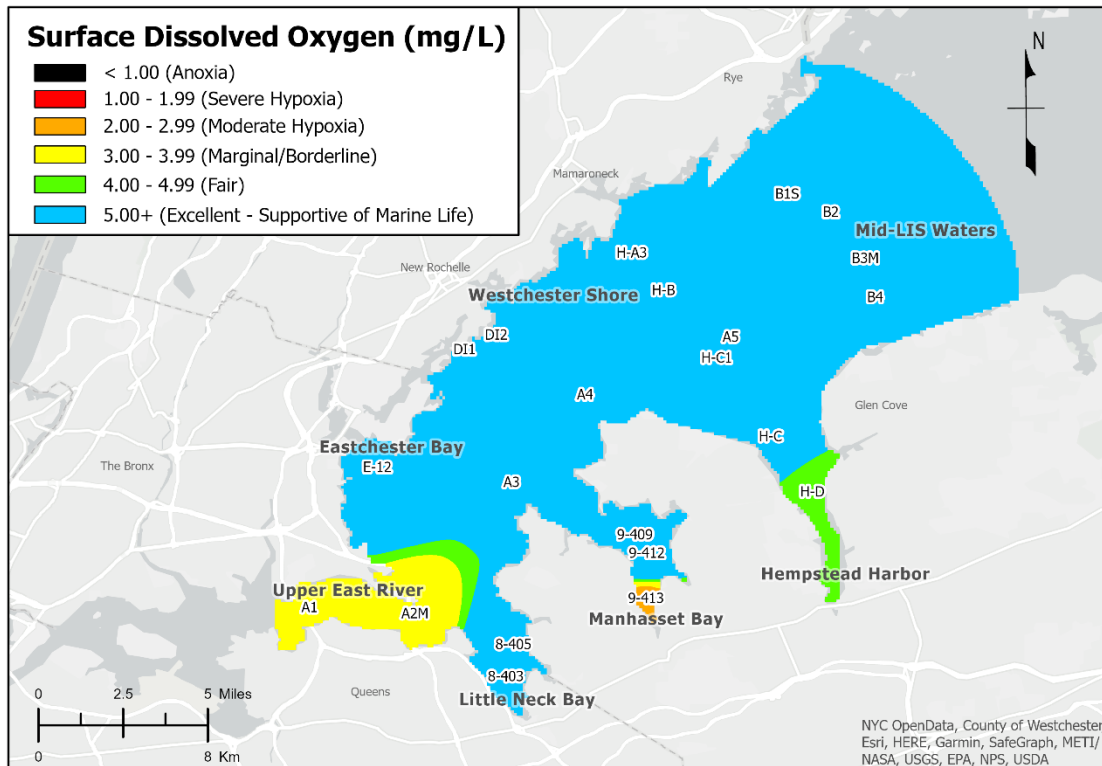 Surface Dissolved Oxygen (mg/L)
< 1.00 (Anoxia)
1.00 - 1.99 (Severe Hypoxia)
2.00 - 2.99 (Moderate Hypoxia)
3.00 - 3.99 (Marginal/Borderline)
4.00 - 4.99 (Fair)
5.00+ (Excellent - Supportive of Marine Life)
N
Rye
Mamaroneck
B1S
B2
Mid-LIS Waters
H-A3
B3M
New Rochelle
Westchester Shore
H-B
B4
DI2
A5
DI1
H-C1
A4
Glen Cove
H-C
Eastchester Bay
The Bronx
E-12
A3
H-D
9-409
9-412
Hempstead Harbor
Upper East River
9-413
A1
A2M
Manhasset Bay
8-405
8-403
Queens
Little Neck Bay
0 2.5 5 Miles
0 8 Km
NYC OpenData, County of Westchester,
Esri, HERE, Garmin, SafeGraph, METI/
NASA, USGS, EPA, NPS, USDA